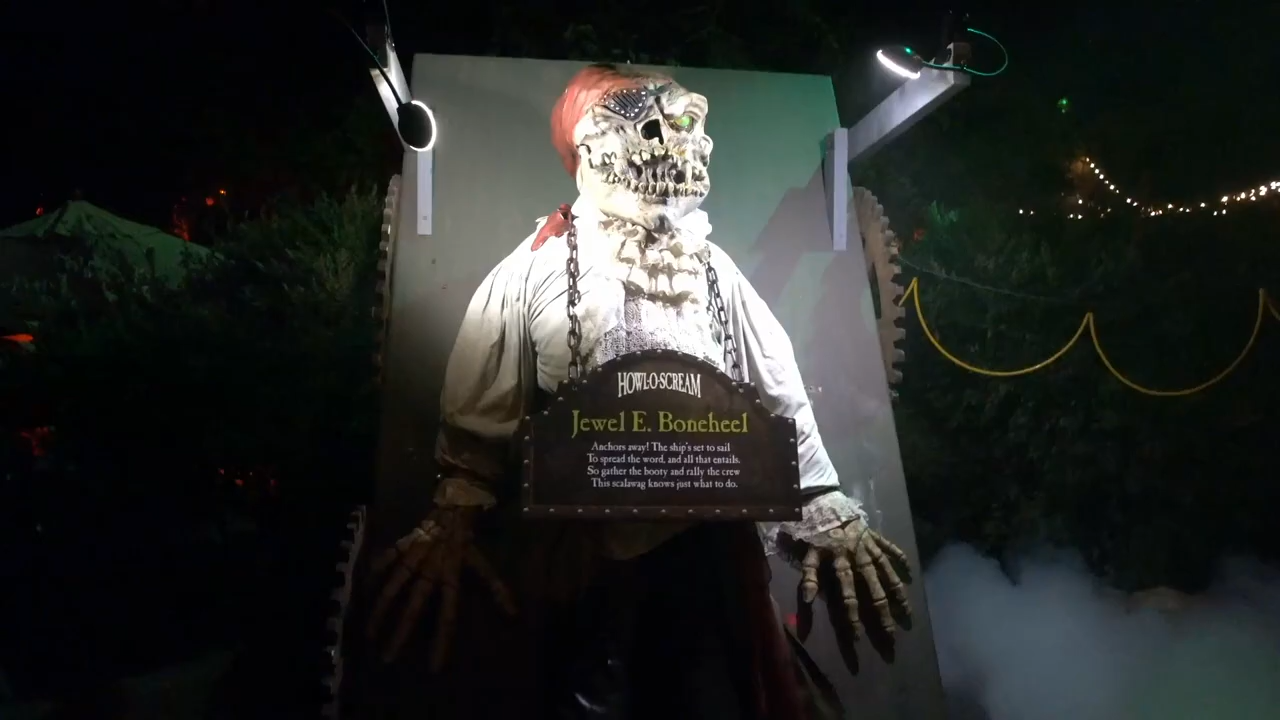 HOWL-O-SCREAM
Jewel E. Boneheel
Anchors away! The ship's set to sail
To spread the word, and all that entails.
So gather the booty and rally the crew
This scalawag knows just what to do.